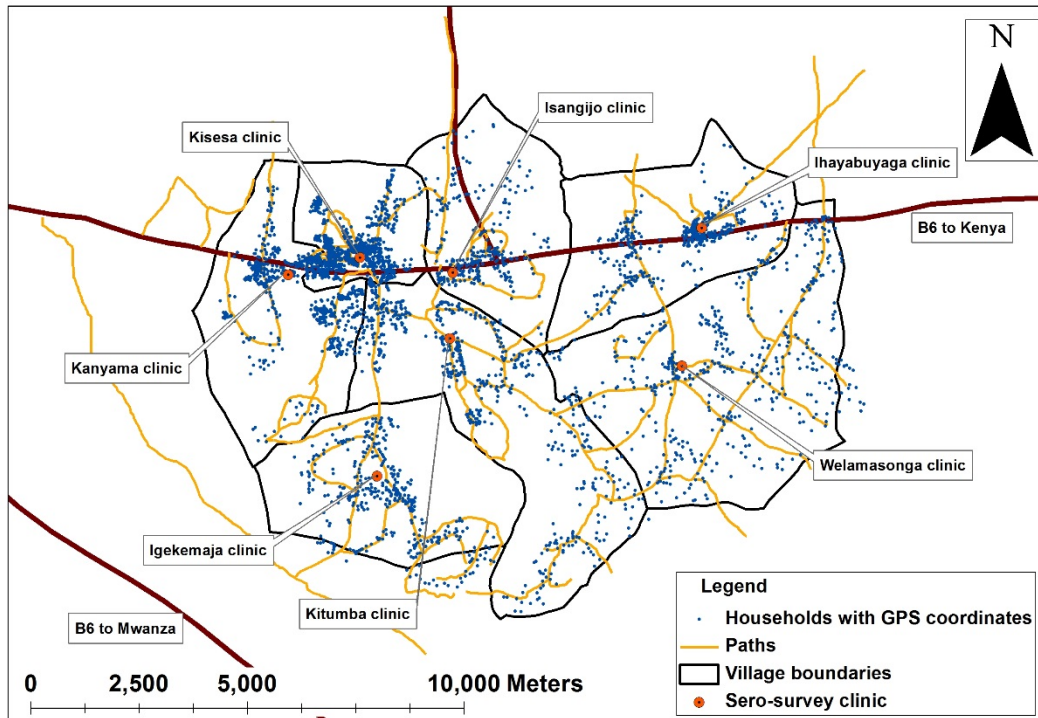 N
Isangijo clinic
Kisesa clinic
Ihayabuyaga clinic
B6 to Kenya
Kanyama clinic
Welamasonga clinic
Igekemaja clinic
Kitumba clinic
B6 to Mwanza
Legend
Households with GPS coordinates
Paths
Village boundaries
Sero-survey clinic
0 2,500 5,000 10,000 Meters